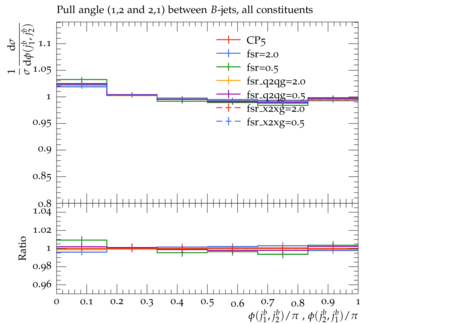 Pull angle (1,2 and 2,1) between B-jets, all constituents
1/σ dσ/dϕ(j₁ᵇ, j₂ᵇ)
CP5
fsr=2.0
fsr=0.5
fsr_q2qg=2.0
fsr_q2qg=0.5
fsr_x2xg=2.0
fsr_x2xg=0.5
1.1
1.05
1
0.95
0.9
0.85
0.8
Ratio
1.04
1.02
1
0.98
0.96
0 0.1 0.2 0.3 0.4 0.5 0.6 0.7 0.8 0.9 1
ϕ(j₁ᵇ, j₂ᵇ)/π , ϕ(j₂ᵇ, j₁ᵇ)/π